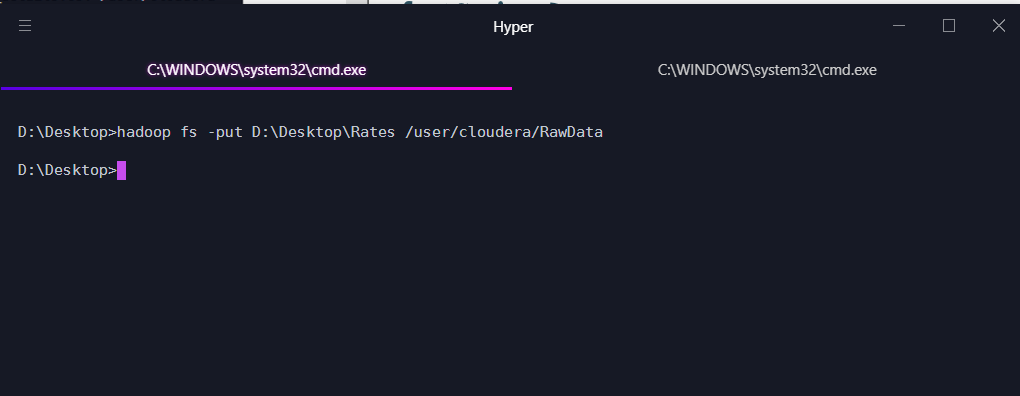 Hyper
C:\WINDOWS\system32\cmd.exe
C:\WINDOWS\system32\cmd.exe
D:\Desktop>hadoop fs -put D:\Desktop\Rates /user/cloudera/RawData
D:\Desktop>